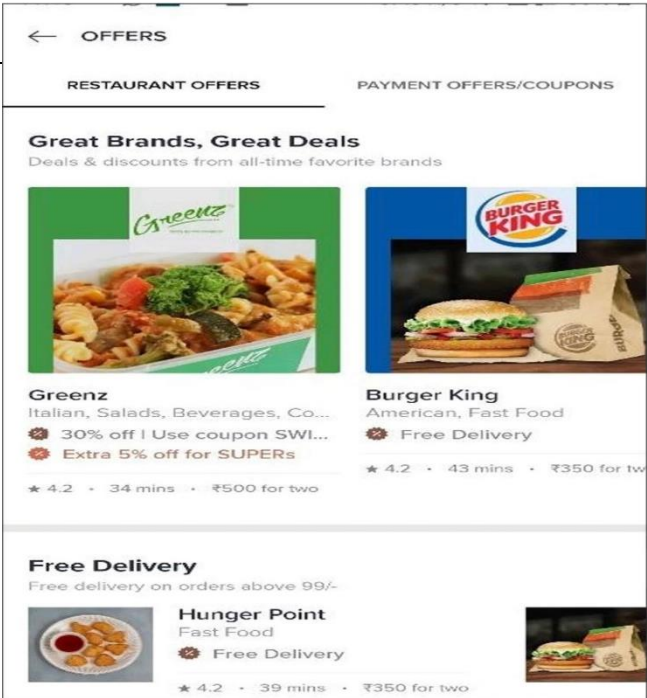 OFFERS
RESTAURANT OFFERS
PAYMENT OFFERS/COUPONS
Great Brands, Great Deals
Deals & discounts from all-time favorite brands
Greenz
greenz
Greenz
Italian, Salads, Beverages, Co...
30% off | Use coupon SWI...
Extra 5% off for SUPERs
★ 4.2 • 34 mins • ₹500 for two
BURGER KING
BURGER KING
BURGE
Burger King
American, Fast Food
Free Delivery
★ 4.2 • 43 mins • ₹350 for tw
Free Delivery
Free delivery on orders above 99/-
Hunger Point
Fast Food
Free Delivery
★ 4.2 • 39 mins • ₹350 for two